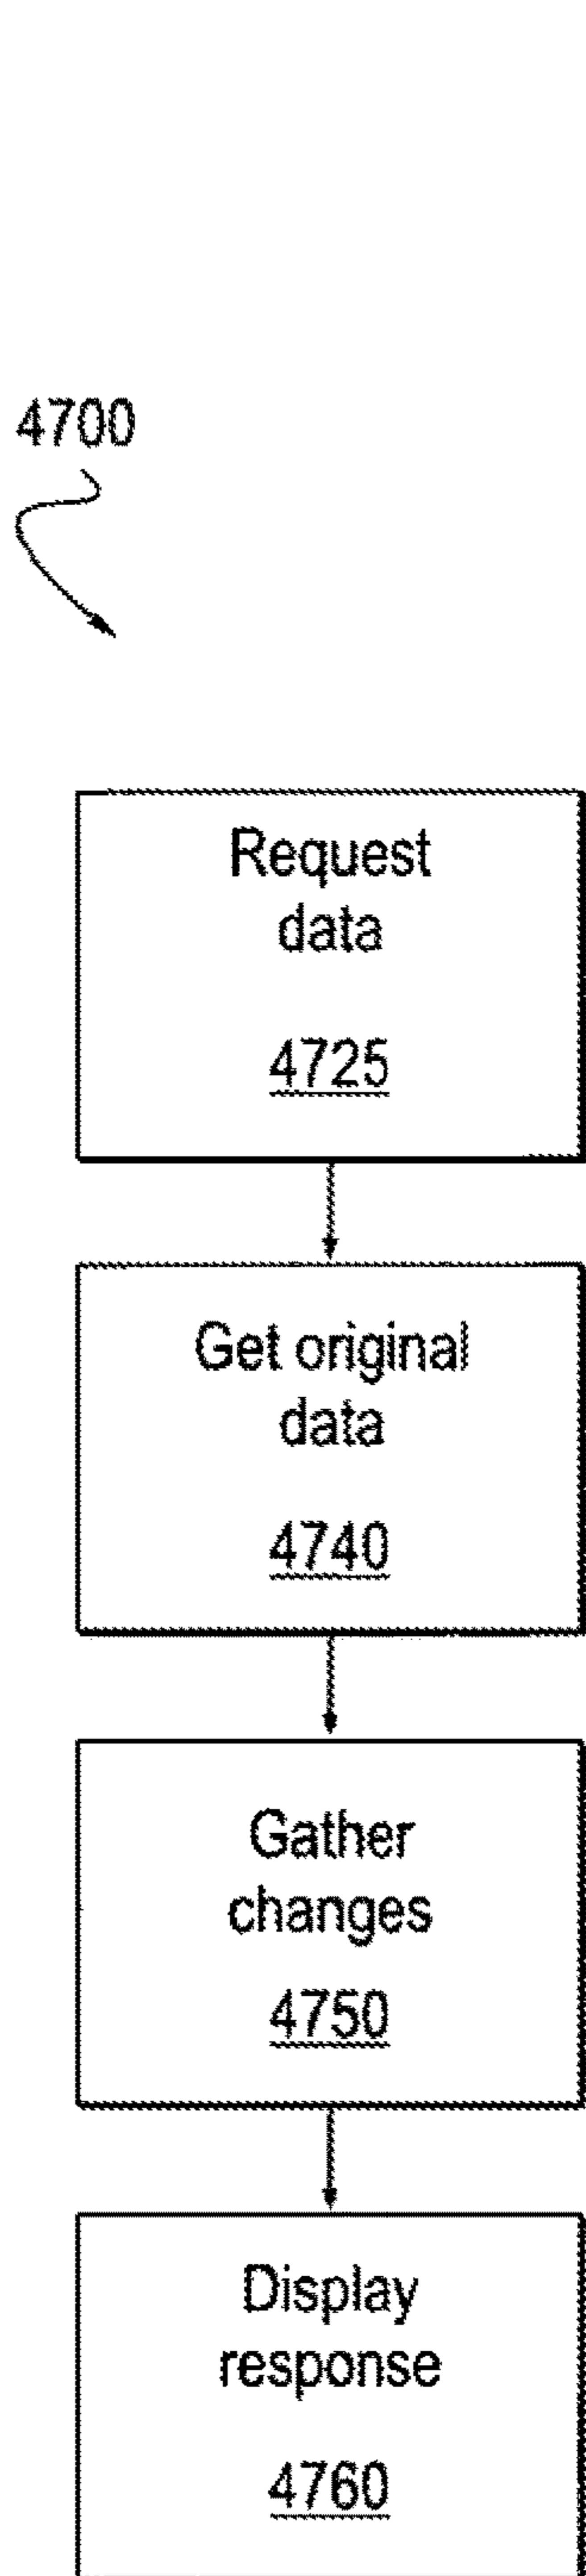 4700
Request
data
4725
Get original
data
4740
Gather
changes
4750
Display
response
4760